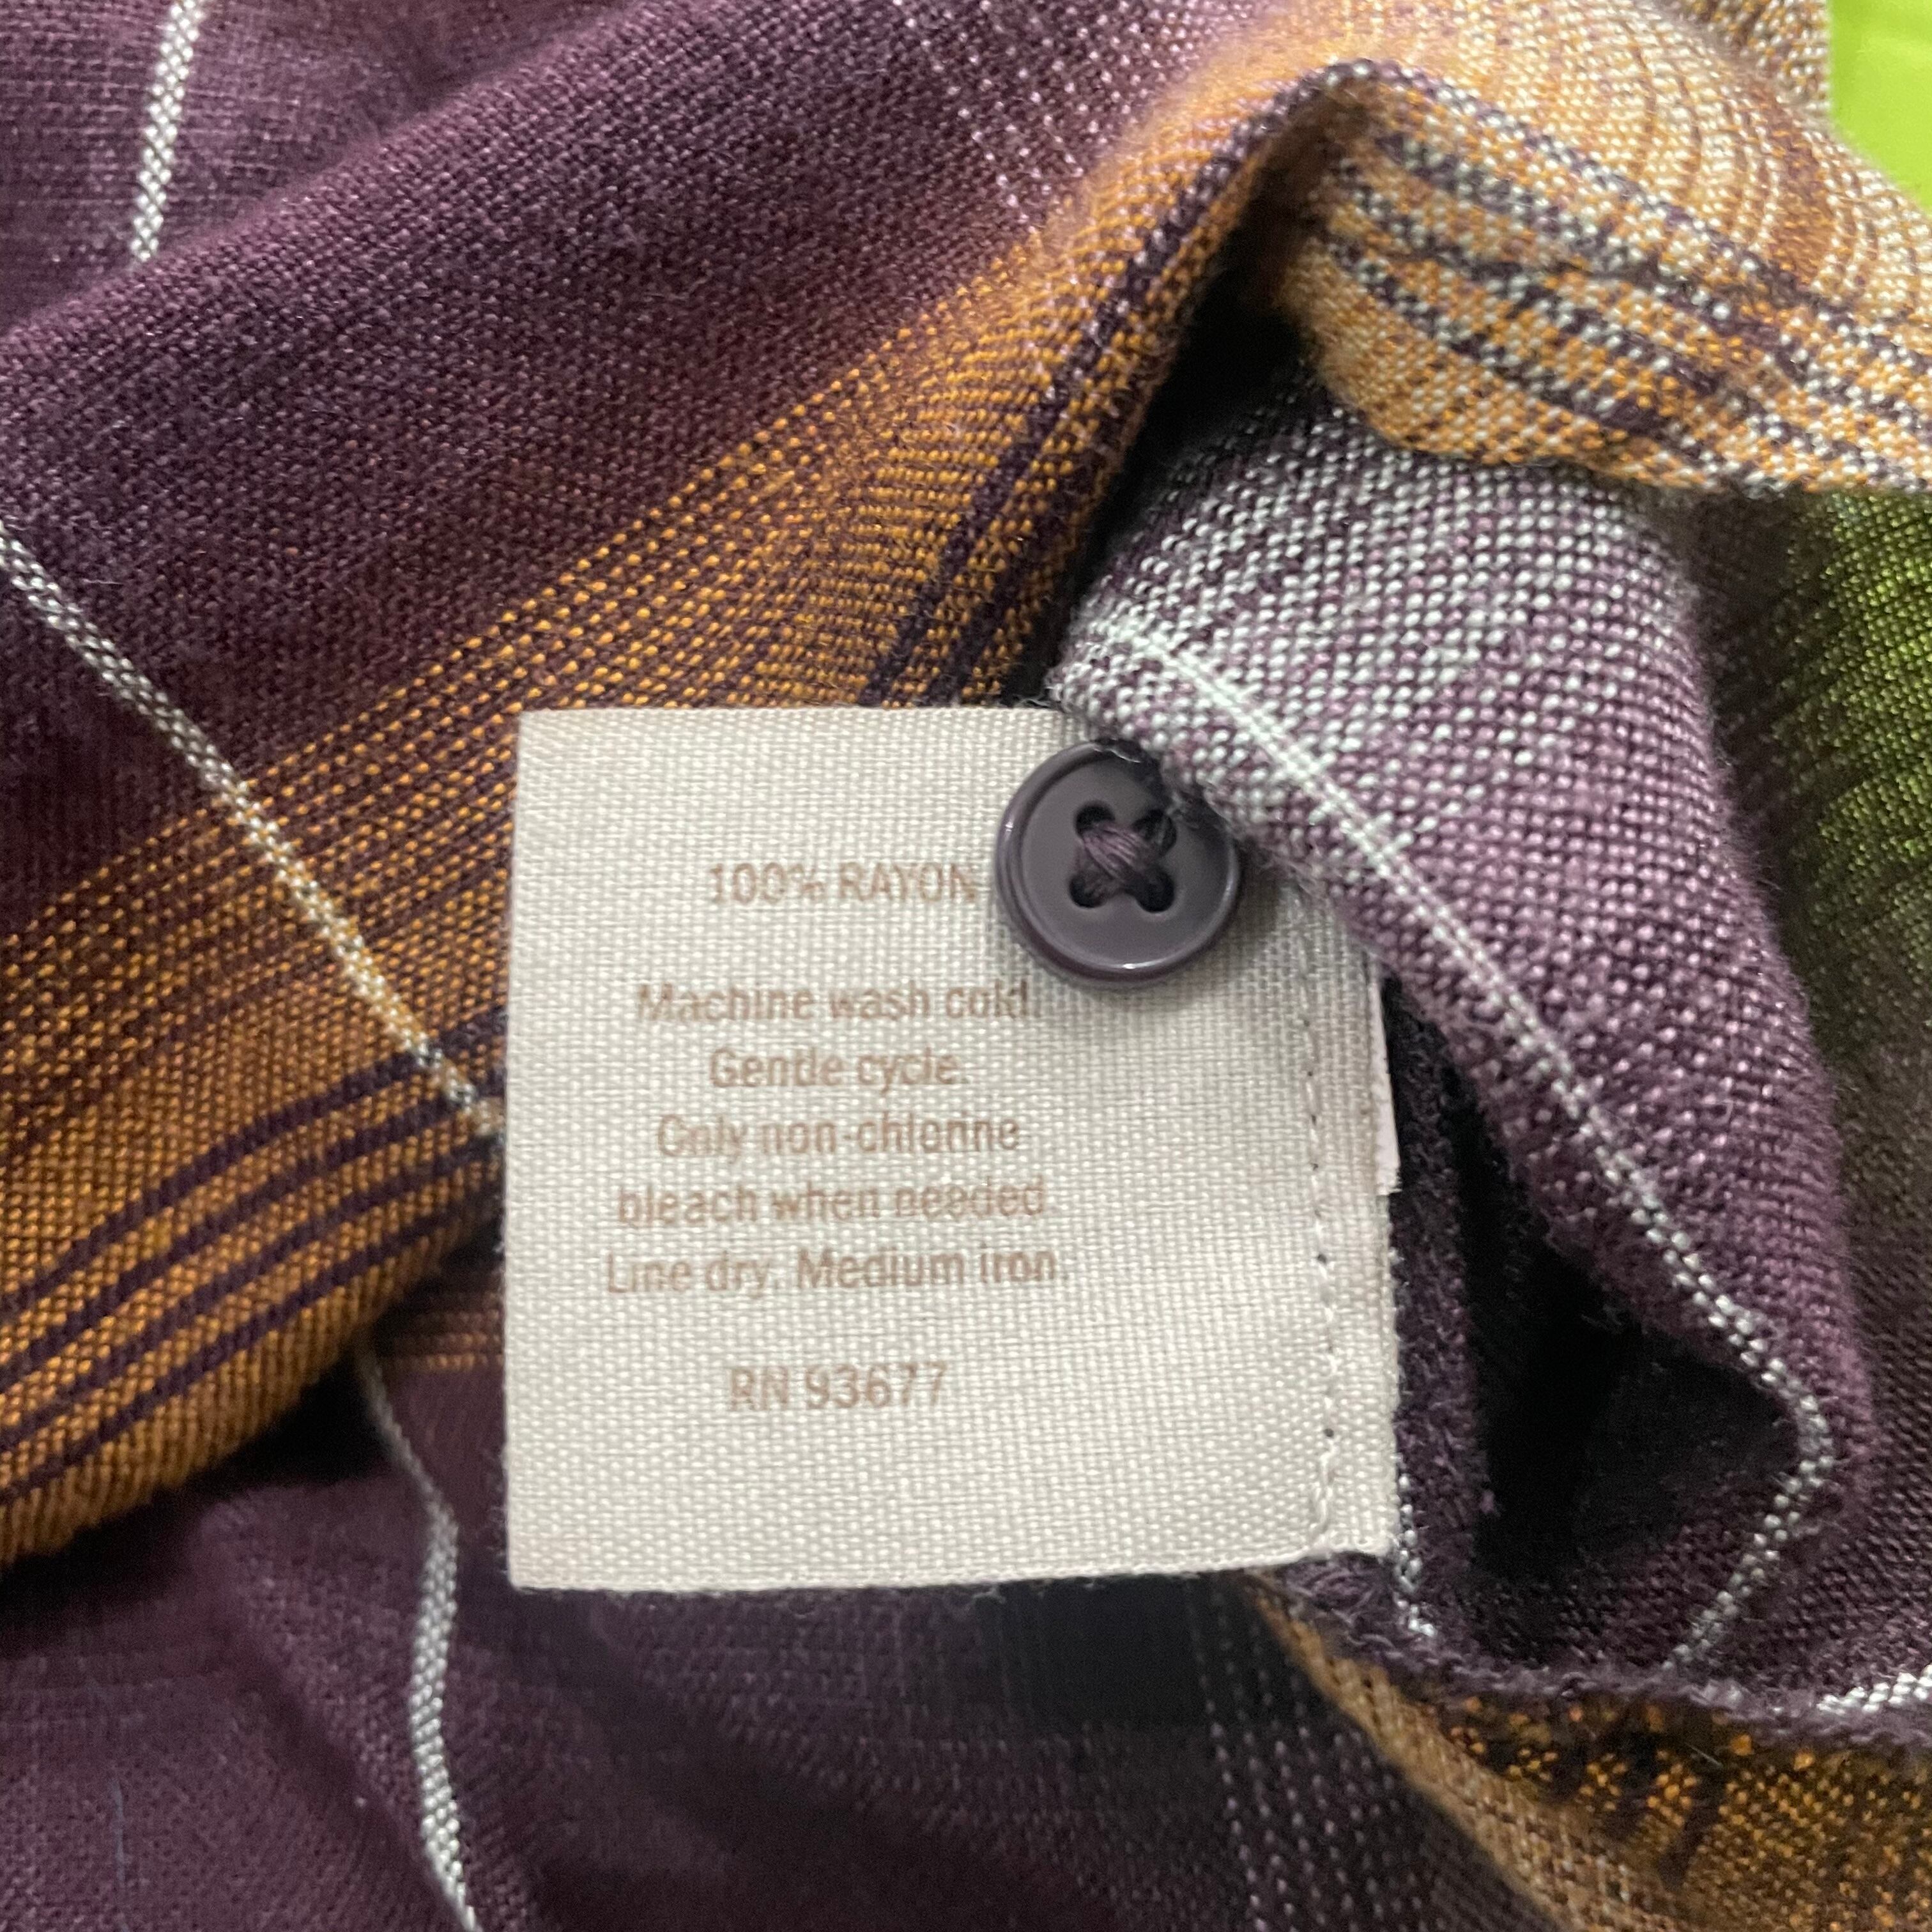 100% RAYON
Machine wash cold.
Gentle cycle.
Only non-chlorine
bleach when needed.
Line dry. Medium iron.
RN 93677